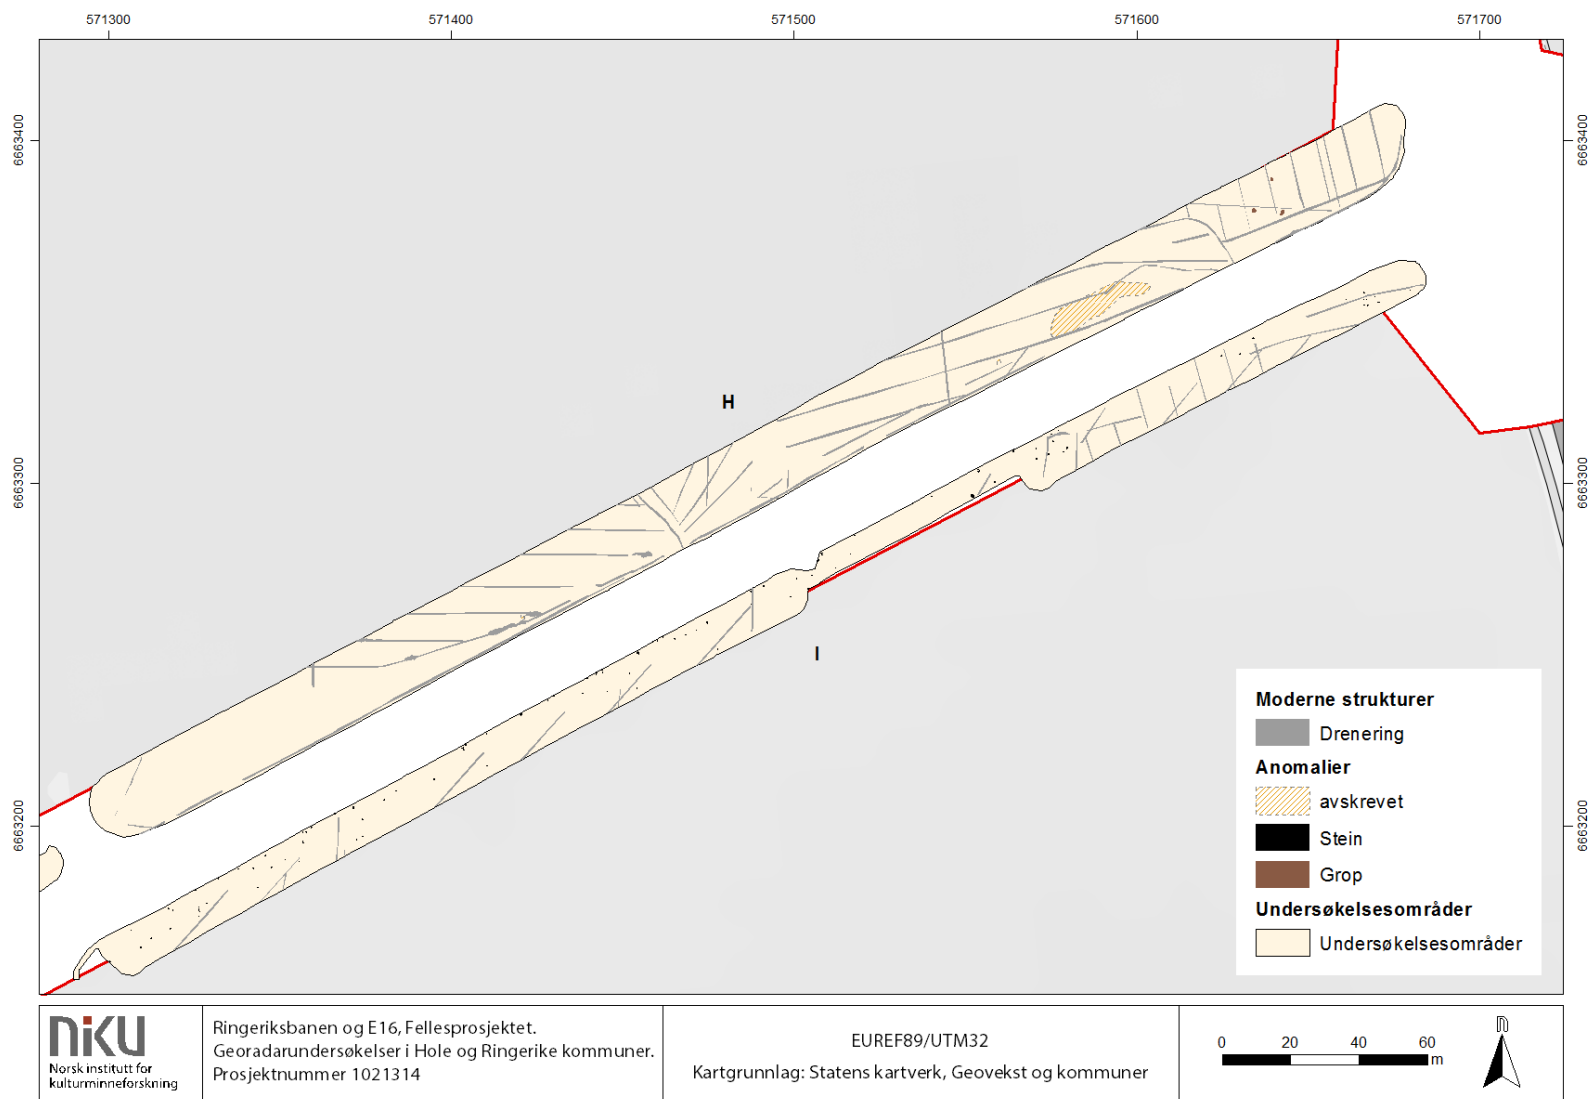 571300 571400 571500 571600 571700
6663400 6663400
6663300 6663300
6663200 6663200
H
I
Moderne strukturer
Drenering
Anomalier
avskrevet
Stein
Grop
Undersøkelsesområder
Undersøkelsesområder
NIKU
Norsk institutt for
kulturminneforskning
Ringeriksbanen og E16, Fellesprosjektet.
Georadarundersøkelser i Hole og Ringerike kommuner.
Prosjektnummer 1021314
EUREF89/UTM32
Kartgrunnlag: Statens kartverk, Geovekst og kommuner
0 20 40 60
m
n